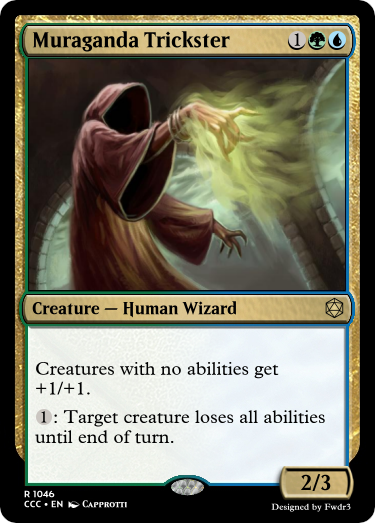 Muraganda Trickster 1
Creature — Human Wizard
Creatures with no abilities get
+1/+1.
1: Target creature loses all abilities
until end of turn.
2/3
R 1046
CCC • EN CAPPROTTI
Designed by Fwdr3